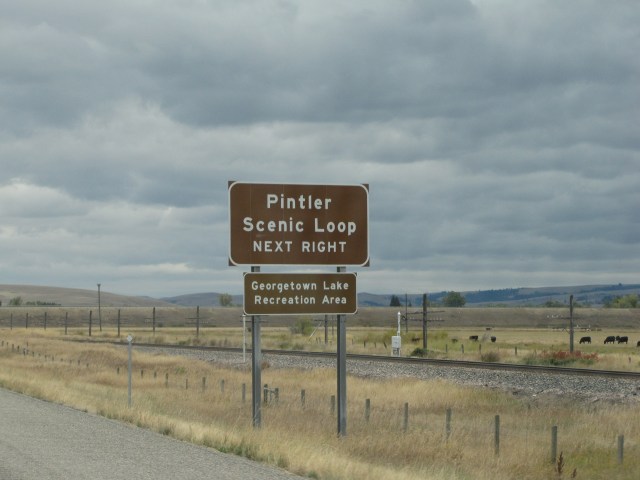 Pintler
Scenic Loop
NEXT RIGHT
Georgetown Lake
Recreation Area